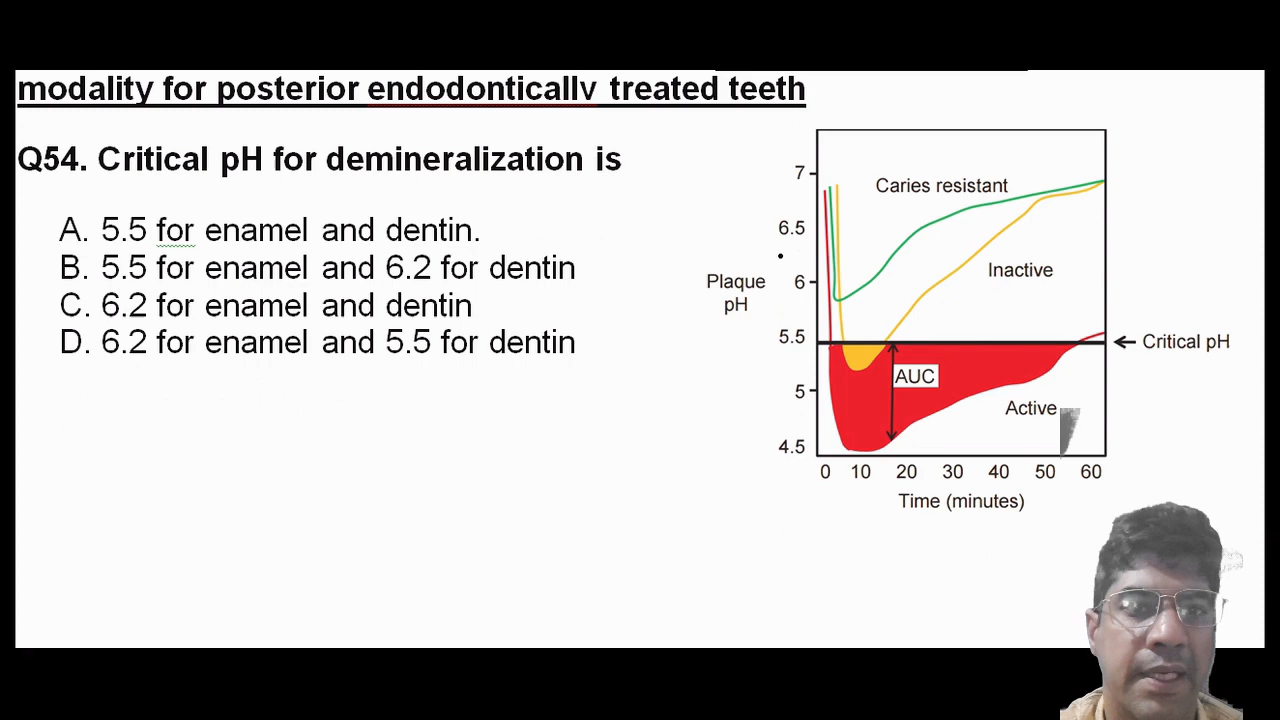 modality for posterior endodontically treated teeth
Q54. Critical pH for demineralization is
A. 5.5 for enamel and dentin.
B. 5.5 for enamel and 6.2 for dentin
C. 6.2 for enamel and dentin
D. 6.2 for enamel and 5.5 for dentin
7
Caries resistant
6.5
Inactive
Plaque
pH
6
5.5
Critical pH
AUC
5
Active
4.5
0 10 20 30 40 50 60
Time (minutes)